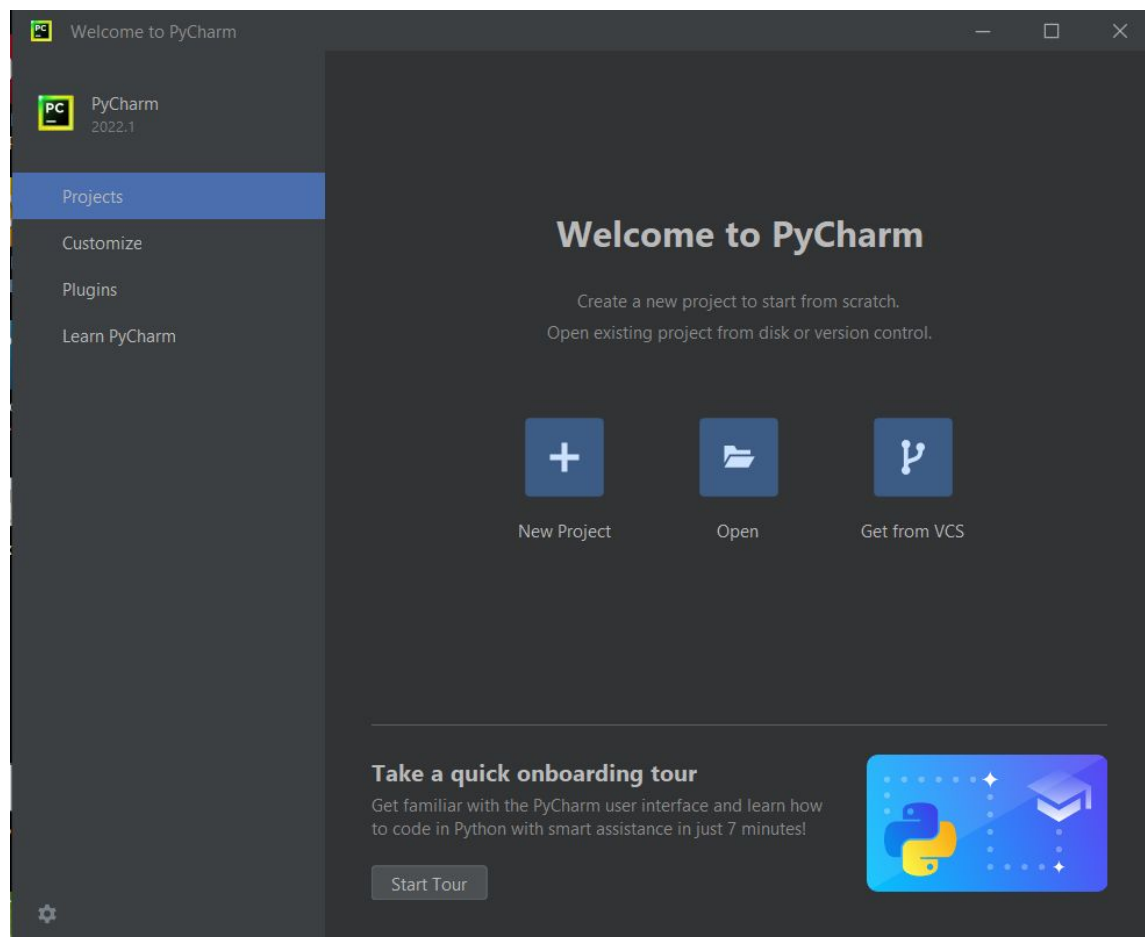 PC
Welcome to PyCharm
PC
PyCharm
2022.1
Projects
Customize
Plugins
Learn PyCharm
Welcome to PyCharm
Create a new project to start from scratch.
Open existing project from disk or version control.
New Project
Open
Get from VCS
Take a quick onboarding tour
Get familiar with the PyCharm user interface and learn how
to code in Python with smart assistance in just 7 minutes!
Start Tour